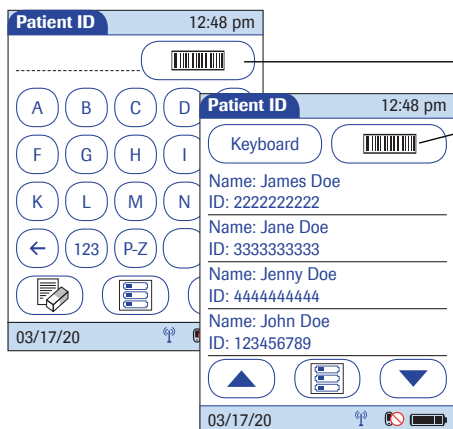 Patient ID 12:48 pm
A B C D
F G H I
K L M N
← 123 P-Z
03/17/20
Patient ID 12:48 pm
Keyboard
Name: James Doe
ID: 2222222222
Name: Jane Doe
ID: 3333333333
Name: Jenny Doe
ID: 4444444444
Name: John Doe
ID: 123456789
03/17/20